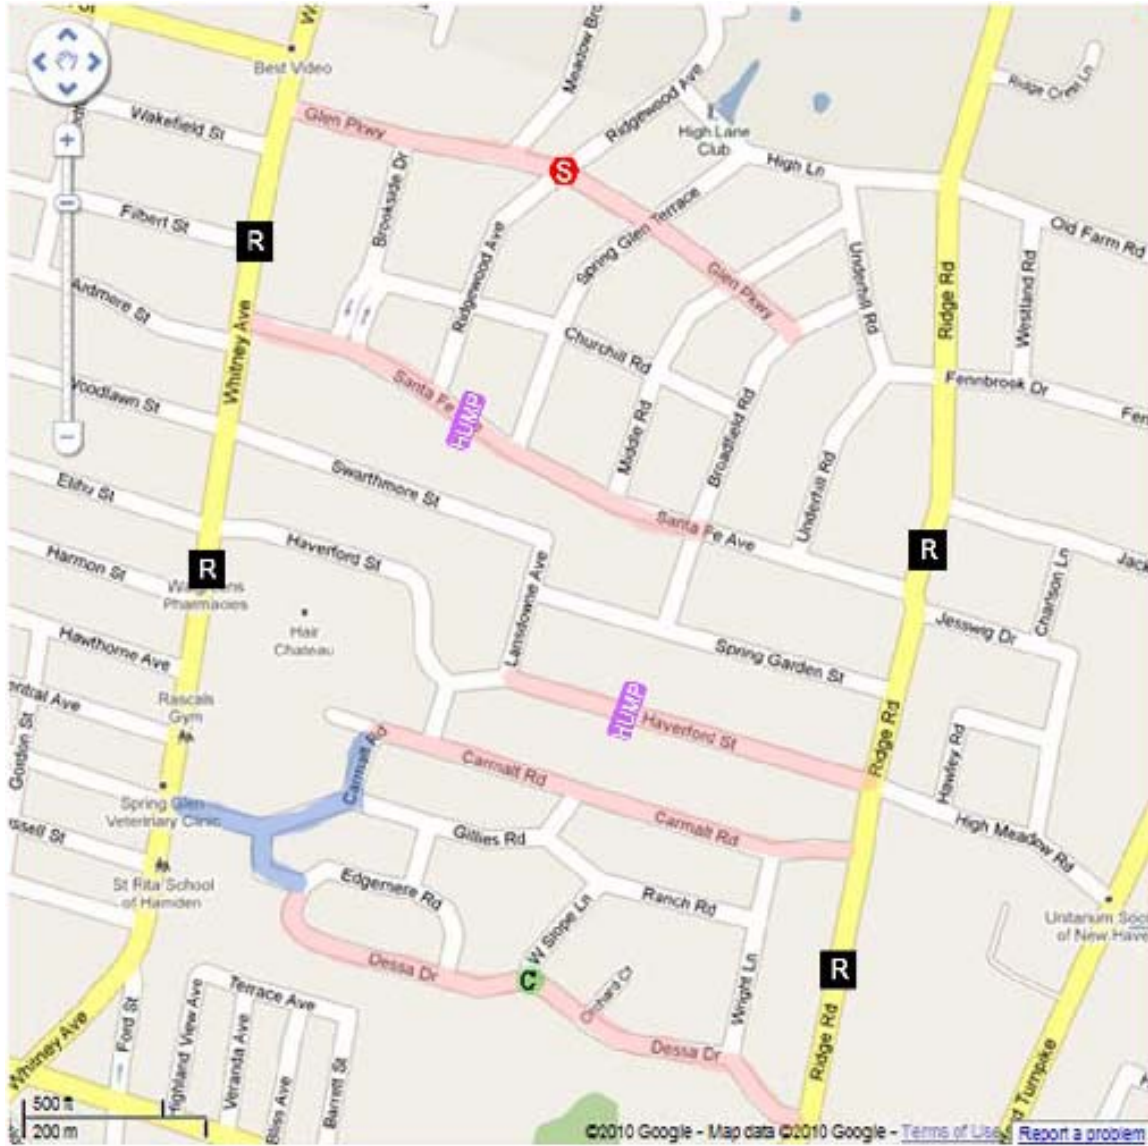 Best Video
Ridge Crest Ln
Wakefield St
Glen Pkwy
Ridgewood Ave
High Lane
Club
High Ln
S
Brookside Dr
Filbert St
R
Spring Glen Terrace
Old Farm Rd
Ridgewood Ave
Glen Pkwy
Underhill Rd
Ridge Rd
Westland Rd
Ardmore St
Whitney Ave
Churchill Rd
Santa Fe
HUMP
Fennbrook Dr
Middle Rd
Broadfield Rd
Swarthmore St
Underhill Rd
Elihu St
Santa Fe Ave
Haverford St
R
R
Harmon St
Pharmacies
Lansdowne Ave
Charlson Ln
Hair
Chateau
Jesswig Dr
Hawthorne Ave
Spring Garden St
Rascals
Gym
HUMP
Haverford St
Ridge Rd
Hawley Rd
Gordon St
Carmalt Rd
Carmalt Rd
Carmalt Rd
Spring Glen
Veterinary Clinic
Gillies Rd
High Meadow Rd
St Rita School
of Hamden
Edgemere Rd
Ranch Rd
Unitarium Soc
of New Have
W Slope Ln
Dessa Dr
C
Orchard Cr
Wright Ln
R
Terrace Ave
Ford St
Highland View Ave
Veranda Ave
Bliss Ave
Barrett St
Whitney Ave
Dessa Dr
Ridge Rd
d Turnpike
500 ft
200 m
©2010 Google - Map data ©2010 Google - Terms of Use
Report a problem